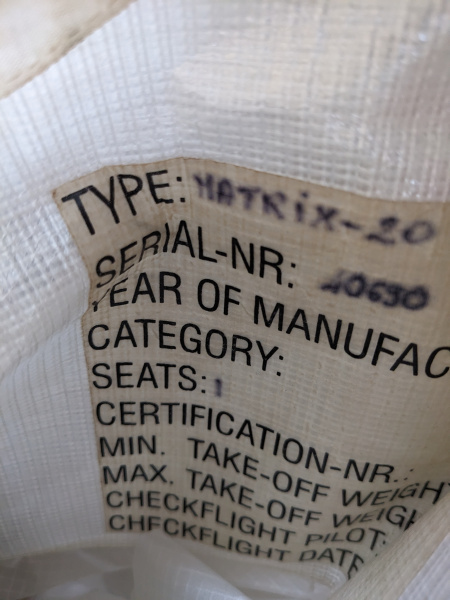 TYPE: MATRIX-20
SERIAL-NR:
YEAR OF MANUFAC
CATEGORY:
SEATS: 1
CERTIFICATION-NR.:
MIN. TAKE-OFF WEIGHT
MAX. TAKE-OFF WEIGH
CHECKFLIGHT PILOT:
CHECKFLIGHT DATE